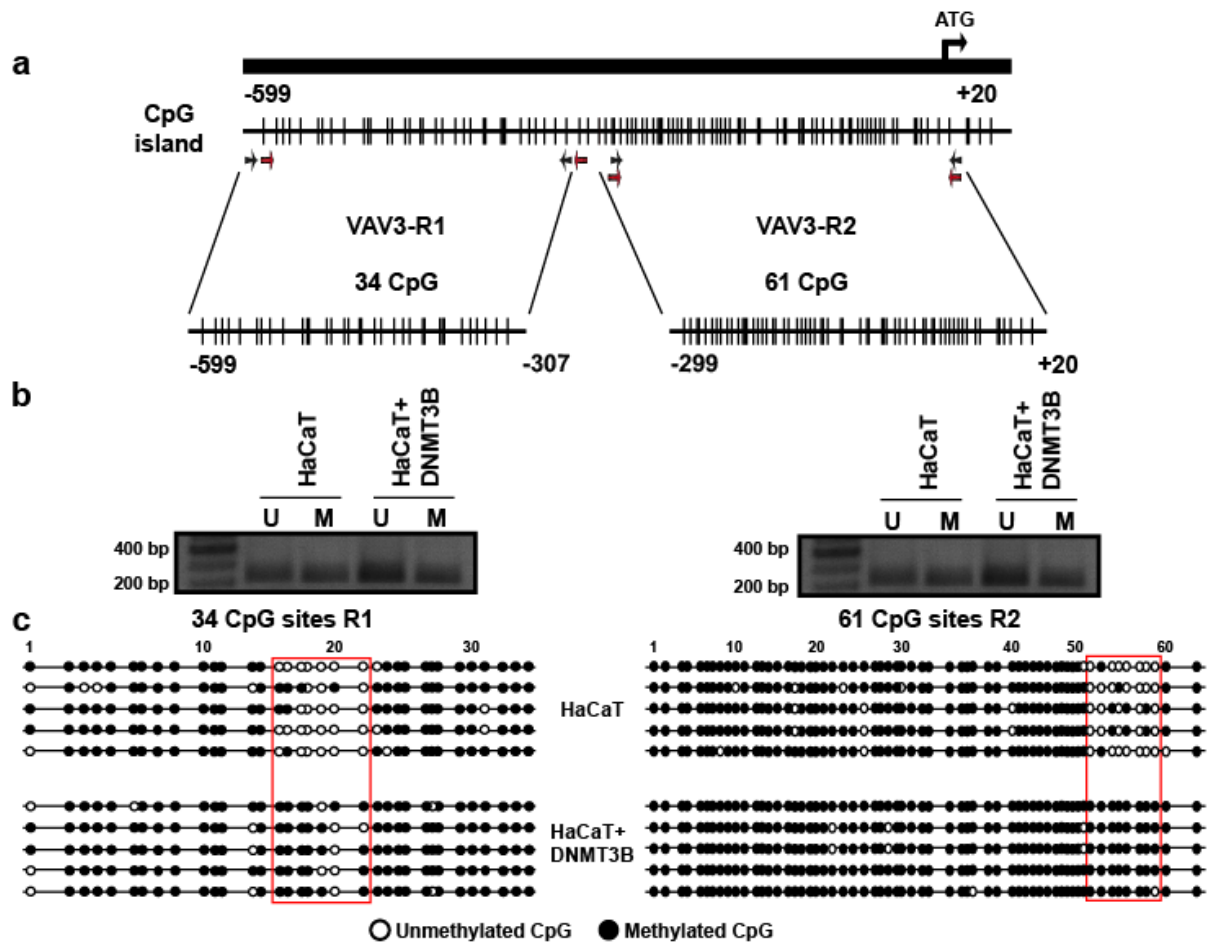 ATG
a
-599
+20
CpG
island
VAV3-R1
VAV3-R2
34 CpG
61 CpG
-599
-307
-299
+20
b
HaCaT
HaCaT+
DNMT3B
HaCaT
HaCaT+
DNMT3B
U M U M
U M U M
400 bp
200 bp
400 bp
200 bp
c
34 CpG sites R1
61 CpG sites R2
1 10 20 30
1 10 20 30 40 50 60
HaCaT
HaCaT+
DNMT3B
Unmethylated CpG
Methylated CpG